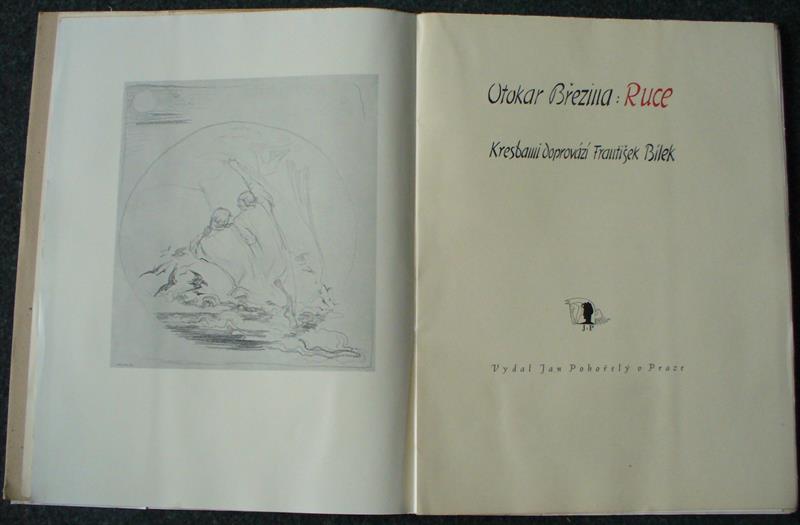 Otokar Březina: Ruce
Kresbami doprovází František Bílek
J.P.
Vydal Jan Pohořelý v Praze